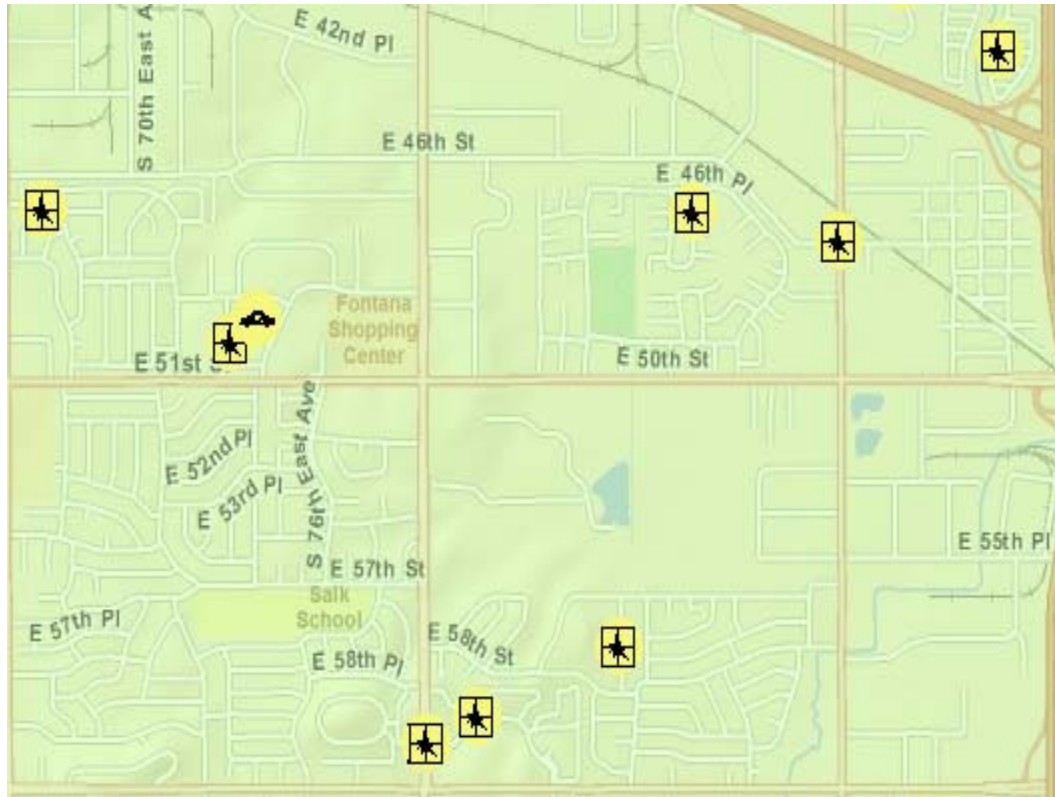 E 42nd Pl
S 70th East A
E 46th St
E 46th Pl
Fontana
Shopping
Center
E 51st S
E 50th St
E 52nd Pl
E 53rd Pl
S 76th East Ave
E 55th Pl
E 57th St
Salk
School
E 57th Pl
E 58th St
E 58th Pl